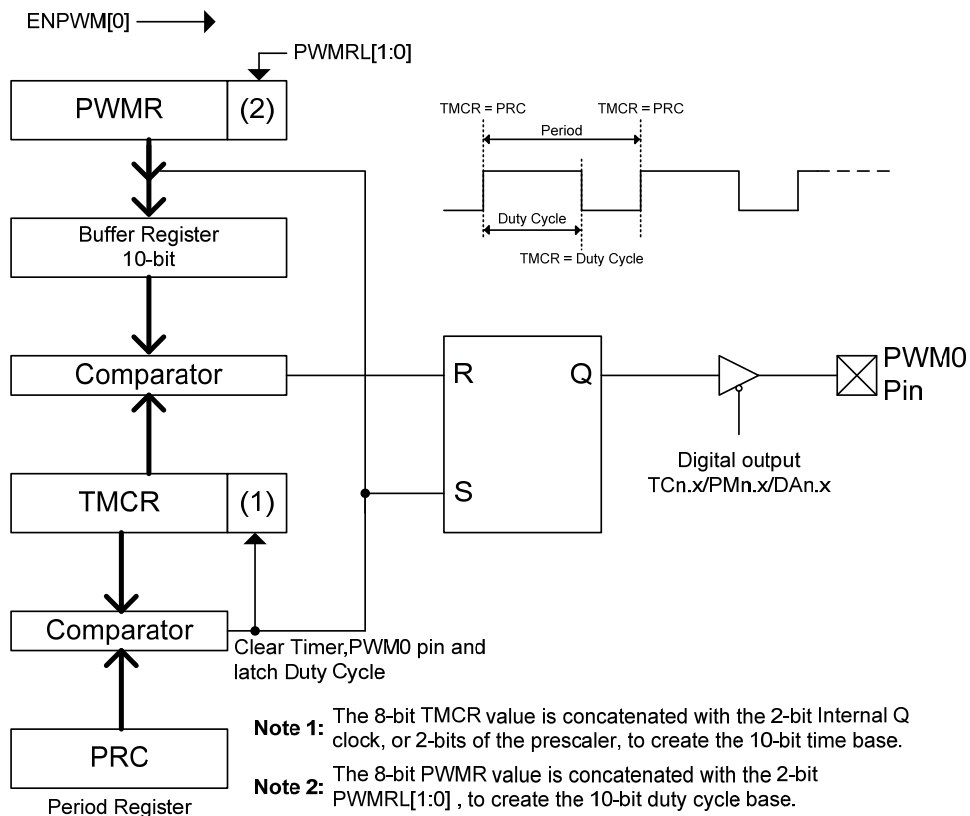 ENPWM[0]
PWMRL[1:0]
PWMR
(2)
TMCR = PRC
TMCR = PRC
Period
Duty Cycle
TMCR = Duty Cycle
Buffer Register
10-bit
Comparator
R
Q
S
PWM0
Pin
Digital output
TCn.x/PMn.x/DAn.x
TMCR
(1)
Comparator
Clear Timer,PWM0 pin and
latch Duty Cycle
PRC
Period Register
Note 1: The 8-bit TMCR value is concatenated with the 2-bit Internal Q
clock, or 2-bits of the prescaler, to create the 10-bit time base.
Note 2: The 8-bit PWMR value is concatenated with the 2-bit
PWMRL[1:0] , to create the 10-bit duty cycle base.